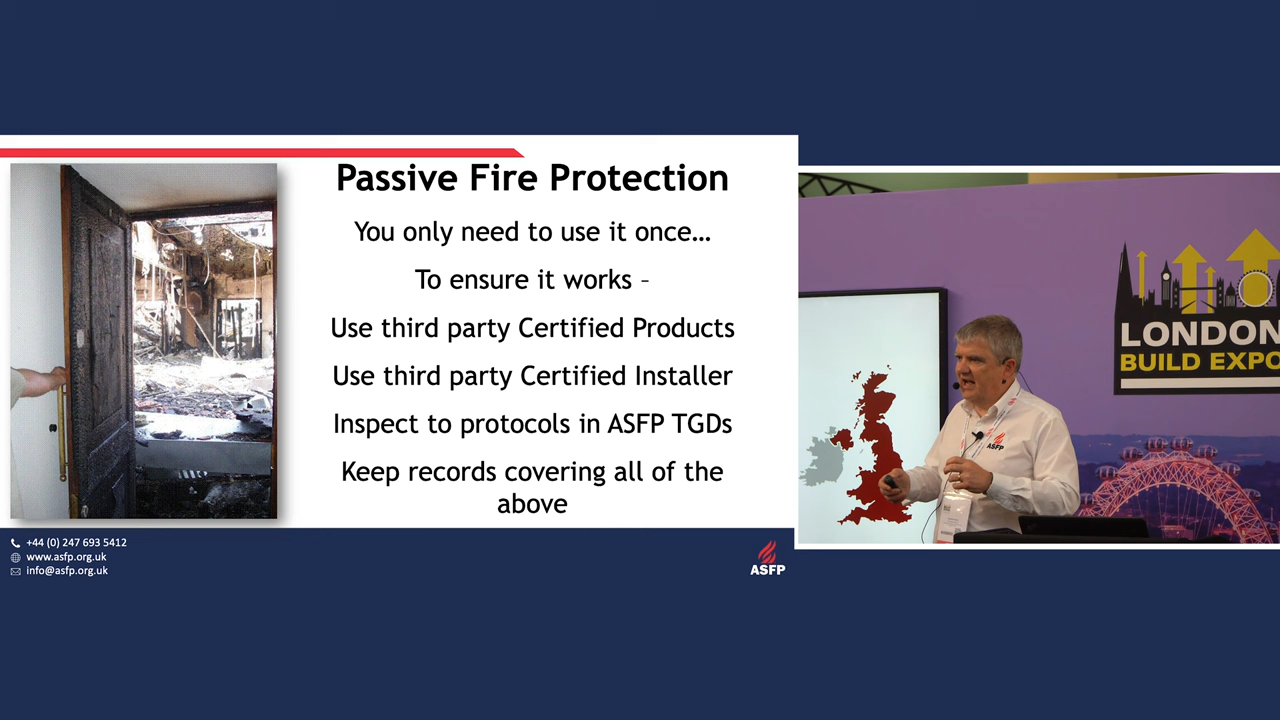 Passive Fire Protection
You only need to use it once…
To ensure it works –
Use third party Certified Products
Use third party Certified Installer
Inspect to protocols in ASFP TGDs
Keep records covering all of the
above
+44 (0) 247 693 5412
www.asfp.org.uk
info@asfp.org.uk
ASFP
LONDON
BUILD EXPO
ASFP